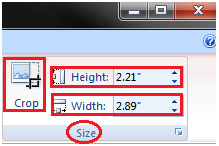 Height: 2.21"
Crop
Width: 2.89"
Size